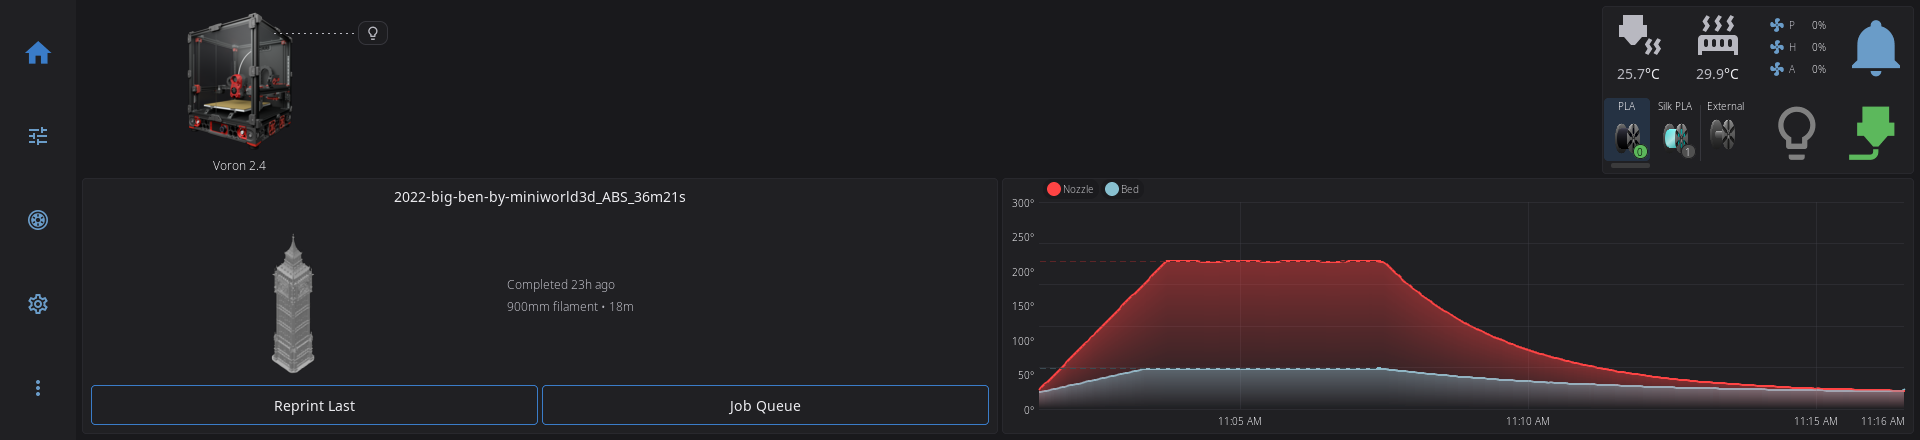 Voron 2.4
25.7°C
29.9°C
P 0%
H 0%
A 0%
PLA
Silk PLA
External
0
1
2022-big-ben-by-miniworld3d_ABS_36m21s
Completed 23h ago
900mm filament • 18m
Reprint Last
Job Queue
Nozzle
Bed
300°
250°
200°
150°
100°
50°
0°
11:05 AM
11:10 AM
11:15 AM
11:16 AM